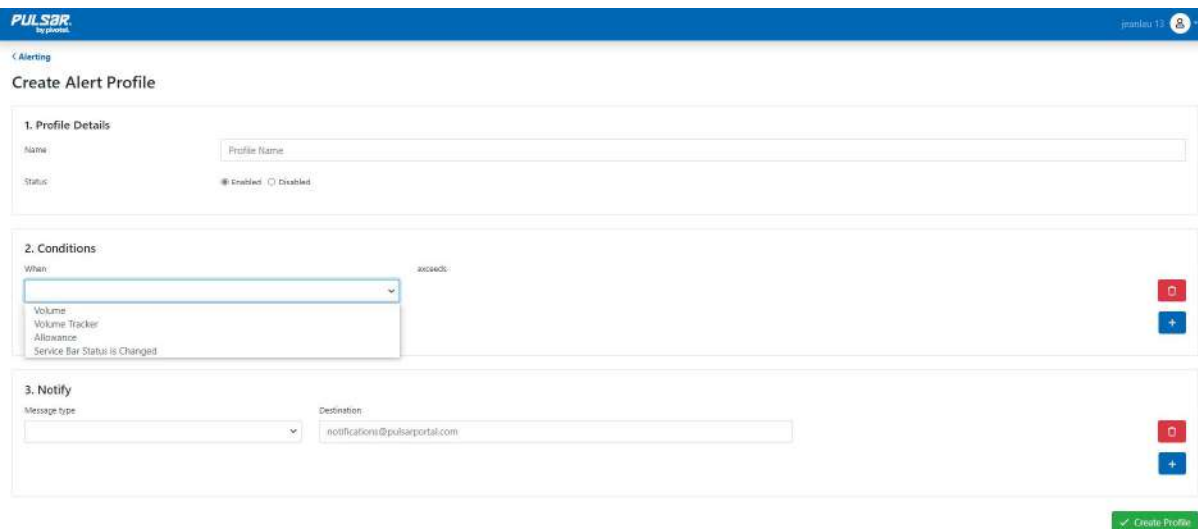 PULSAR.
by pivotel.
jeanlau 13
< Alerting
Create Alert Profile
1. Profile Details
Name
Profile Name
Status
Enabled Disabled
2. Conditions
When exceeds
Volume
Volume Tracker
Allowance
Service Bar Status is Changed
3. Notify
Message type Destination
notifications@pulsarportal.com
Create Profile